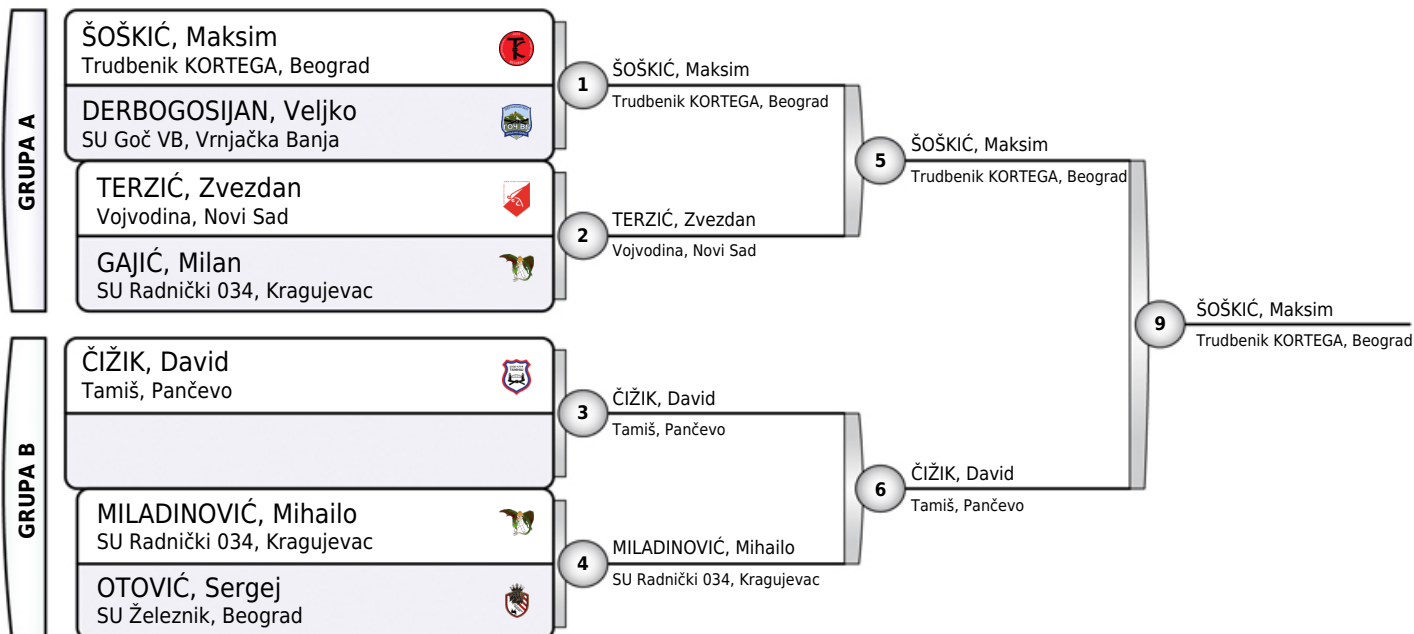 GRUPA A
ŠOŠKIĆ, Maksim
Trudbenik KORTEGA, Beograd
DERBOGOSIJAN, Veljko
SU Goč VB, Vrnjačka Banja
TERZIĆ, Zvezdan
Vojvodina, Novi Sad
GAJIĆ, Milan
SU Radnički 034, Kragujevac
GRUPA B
ČIŽIK, David
Tamiš, Pančevo
MILADINOVIĆ, Mihailo
SU Radnički 034, Kragujevac
OTOVIĆ, Sergej
SU Železnik, Beograd
1
ŠOŠKIĆ, Maksim
Trudbenik KORTEGA, Beograd
2
TERZIĆ, Zvezdan
Vojvodina, Novi Sad
3
ČIŽIK, David
Tamiš, Pančevo
4
MILADINOVIĆ, Mihailo
SU Radnički 034, Kragujevac
5
ŠOŠKIĆ, Maksim
Trudbenik KORTEGA, Beograd
6
ČIŽIK, David
Tamiš, Pančevo
9
ŠOŠKIĆ, Maksim
Trudbenik KORTEGA, Beograd